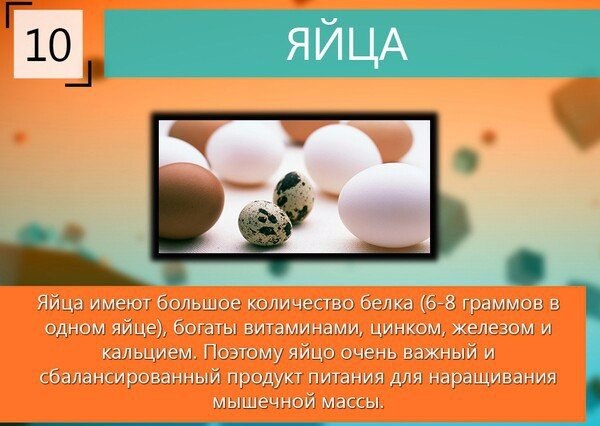 10
ЯЙЦА
Яйца имеют большое количество белка (6-8 граммов в
одном яйце), богаты витаминами, цинком, железом и
кальцием. Поэтому яйцо очень важный и
сбалансированный продукт питания для наращивания
мышечной массы.